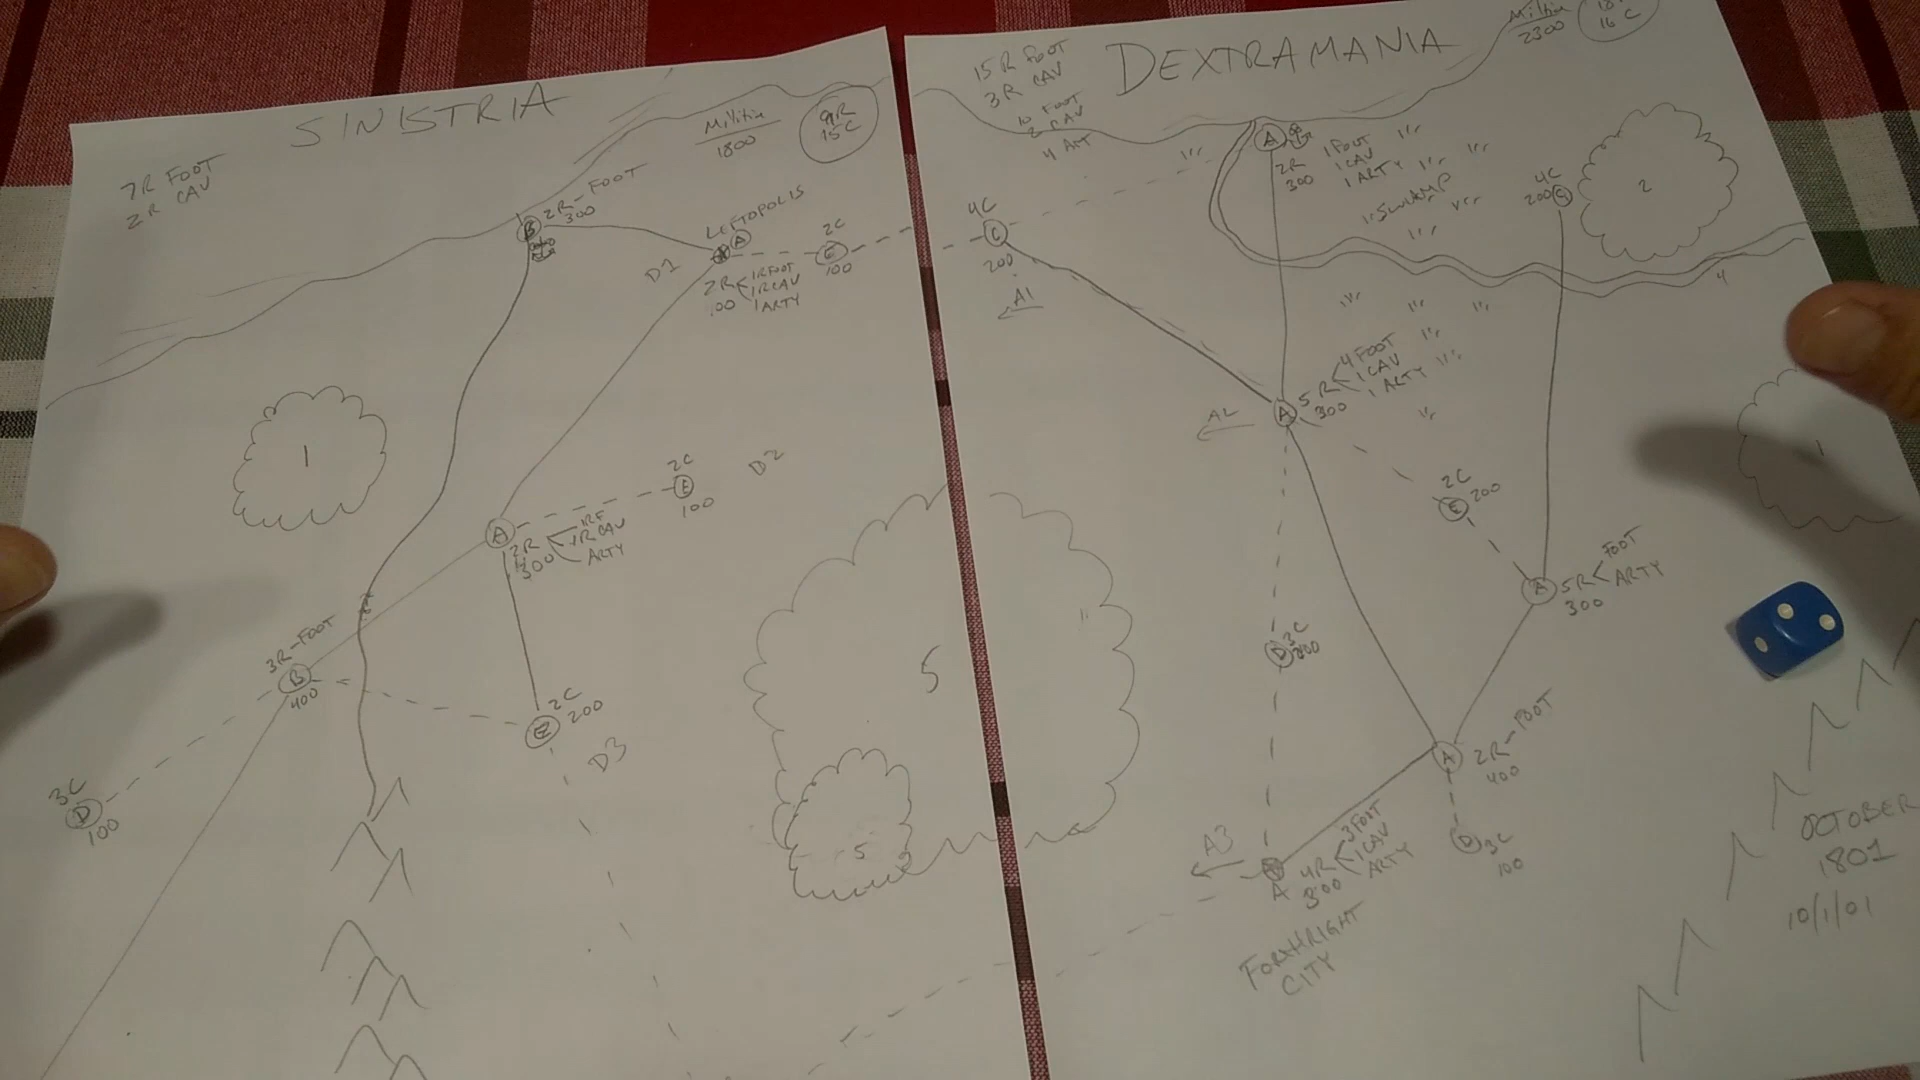 SINISTRIA
7R FOOT
2R CAV
Militia
1800
9R
15C
B
2R-FOOT
300
LEFTOPOLIS
A
D1
2R
1R FOOT
1R CAV
1 ARTY
2C
E
100
1
2C
E
100
D2
A
2R
300
1RF
1R CAV
ARTY
3R-FOOT
B
400
2C
E
200
D3
3C
D
100
5
5
DEXTRAMANIA
15R FOOT
3R CAV
10 FOOT
2 CAV
4 ART
Militia
2300
16C
A
2R
300
1 FOOT
1 CAV
1 ARTY
SWAMP
4C
200
2
4C
C
200
A1
A
5R
300
4 FOOT
1 CAV
1 ARTY
A2
2C
E
200
1
D
3C
A
5R
300
FOOT
ARTY
A
2R-FOOT
400
D
3C
100
A3
A
4R
300
3 FOOT
1 CAV
ARTY
FORTHRIGHT
CITY
OCTOBER
1801
10/1/01